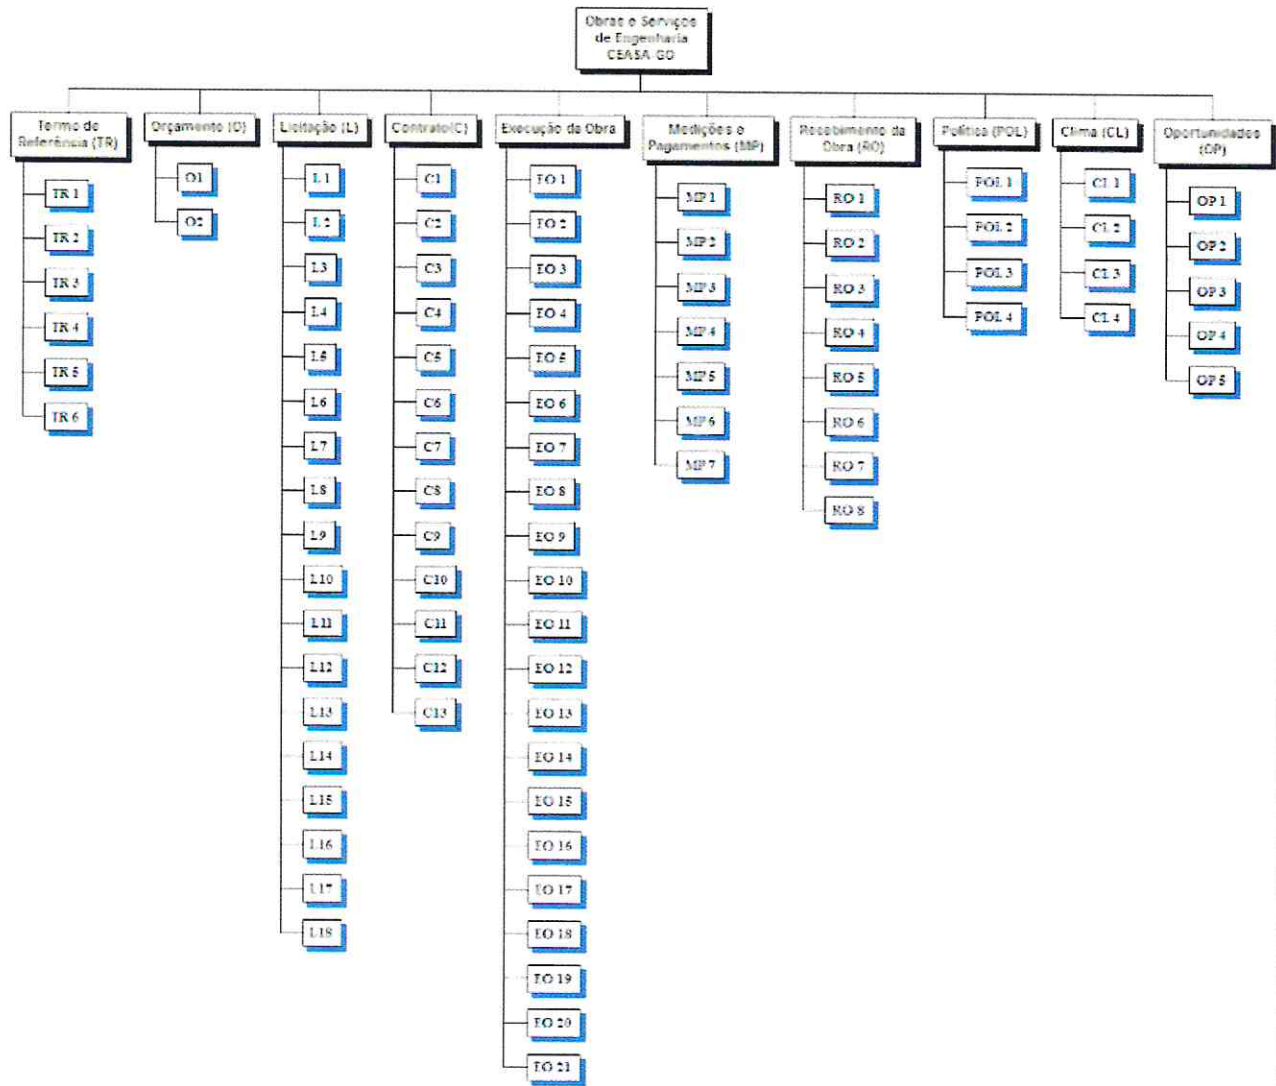 Obras e Serviços
de Engenharia
CEASA-GO
Termo de
Referência (TR)
TR 1
TR 2
TR 3
TR 4
TR 5
TR 6
Orçamento (O)
O1
O2
Licitação (L)
L1
L2
L3
L4
L5
L6
L7
L8
L9
L10
L11
L12
L13
L14
L15
L16
L17
L18
Contrato(C)
C1
C2
C3
C4
C5
C6
C7
C8
C9
C10
C11
C12
C13
Execução da Obra
EO 1
EO 2
EO 3
EO 4
EO 5
EO 6
EO 7
EO 8
EO 9
EO 10
EO 11
EO 12
EO 13
EO 14
EO 15
EO 16
EO 17
EO 18
EO 19
EO 20
EO 21
Medições e
Pagamentos (MP)
MP 1
MP 2
MP 3
MP 4
MP 5
MP 6
MP 7
Recebimento da
Obra (RO)
RO 1
RO 2
RO 3
RO 4
RO 5
RO 6
RO 7
RO 8
Política (POL)
POL 1
POL 2
POL 3
POL 4
Clima (CL)
CL 1
CL 2
CL 3
CL 4
Oportunidades
(OP)
OP 1
OP 2
OP 3
OP 4
OP 5